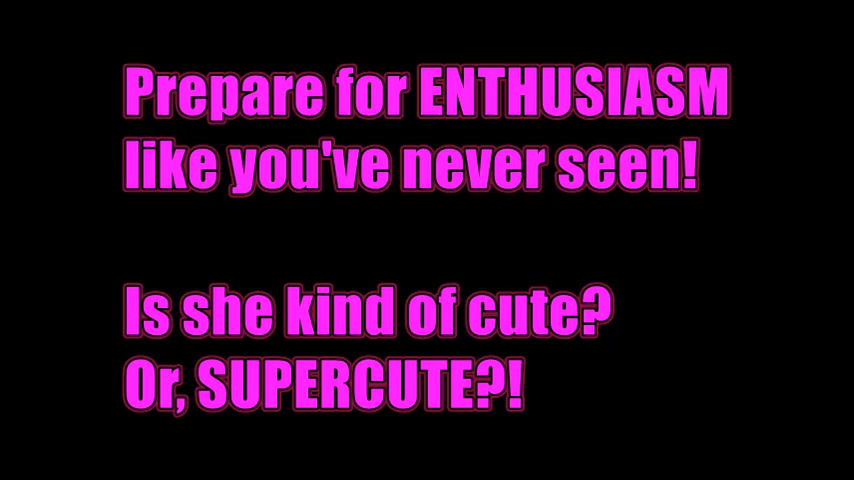 Prepare for ENTHUSIASM
like you've never seen!
Is she kind of cute?
Or, SUPERCUTE?!